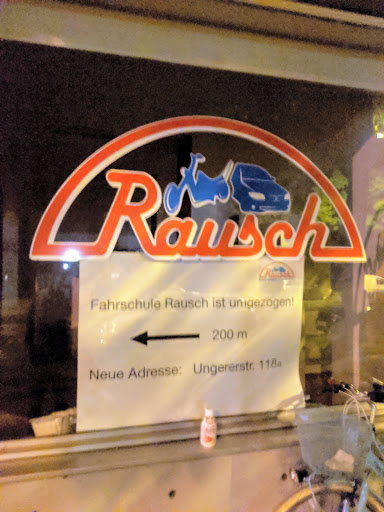 Rausch
Fahrschule Rausch ist umgezogen!
200 m
Neue Adresse: Ungererstr. 118a